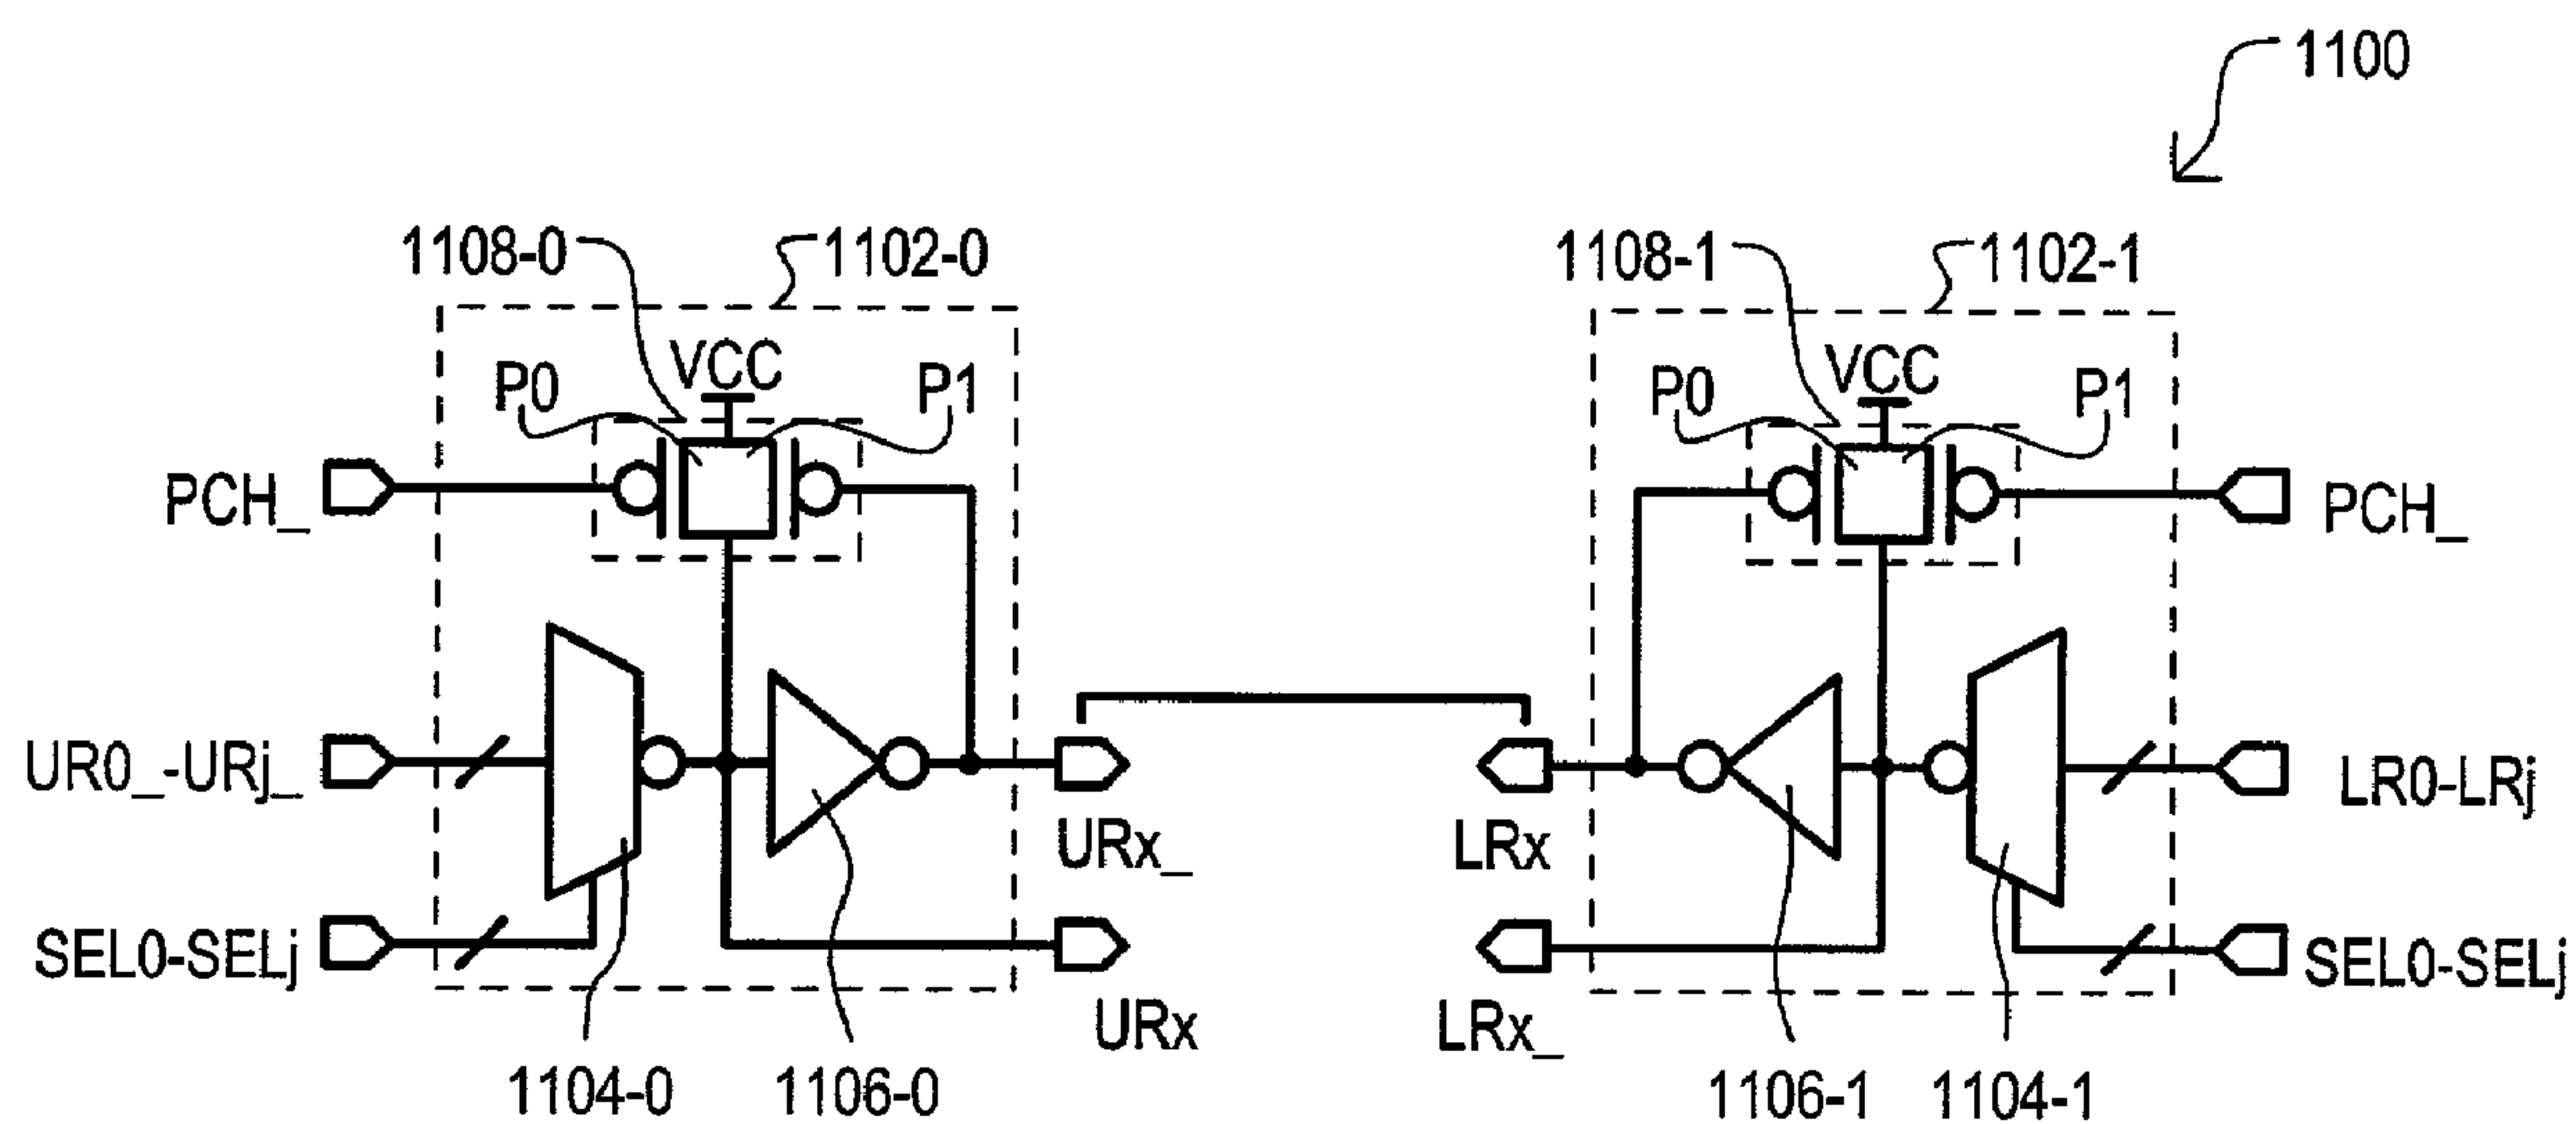 1100
1108-0
1102-0
1108-1
1102-1
P0
VCC
P1
P0
VCC
P1
PCH_
PCH_
UR0_-URj_
URx_
LRx
LR0-LRj
SEL0-SELj
URx
LRx_
SEL0-SELj
1104-0
1106-0
1106-1
1104-1